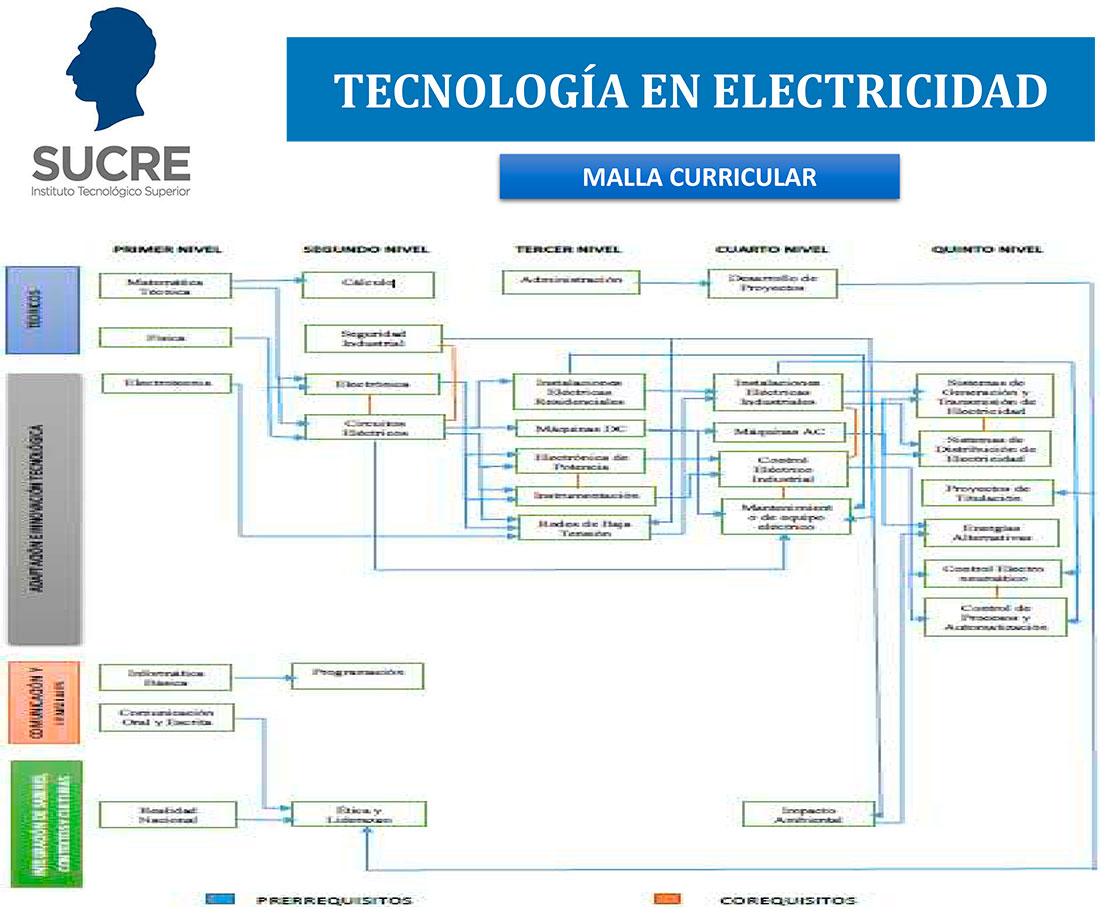 SUCRE
Instituto Tecnológico Superior
TECNOLOGÍA EN ELECTRICIDAD
MALLA CURRICULAR
PRIMER NIVEL
SEGUNDO NIVEL
TERCER NIVEL
CUARTO NIVEL
QUINTO NIVEL
TÉCNICOS
Matemática
Técnica
Cálculo
Administración
Desarrollo de
Proyectos
Física
Seguridad
Industrial
ADAPTACIÓN E INNOVACIÓN TECNOLÓGICA
Electrotecnia
Electrónica
Circuitos
Eléctricos
Instalaciones
Eléctricas
Residenciales
Máquinas DC
Electrónica de
Potencia
Instrumentación
Redes de Baja
Tensión
Instalaciones
Eléctricas
Industriales
Máquinas AC
Control
Eléctrico
Industrial
Mantenimient
o de equipo
eléctrico
Sistemas de
Generación y
Transmisión de
Electricidad
Sistemas de
Distribución de
Electricidad
Proyectos de
Titulación
Energías
Alternativas
Control Electro
neumático
Control de
Procesos y
Automatización
COMUNICACIÓN Y
Informática
Básica
Programación
Comunicación
Oral y Escrita
INTEGRACIÓN DE SABERES,
CONTEXTOS Y CULTURAS
Realidad
Nacional
Ética y
Liderazgo
Impacto
Ambiental
PRERREQUISITOS
COREQUISITOS